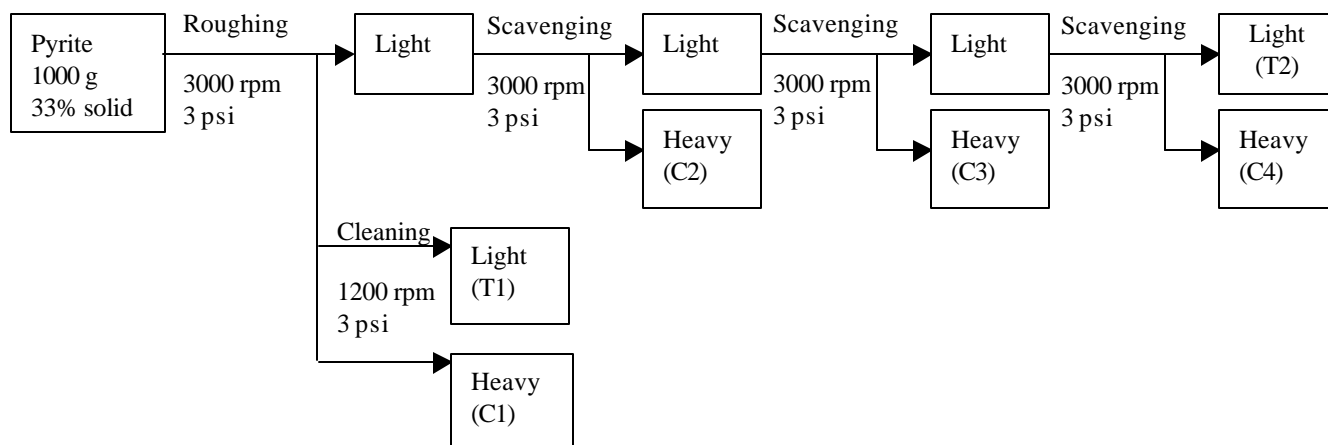 Pyrite
1000 g
33% solid
Roughing
3000 rpm
3 psi
Light
Scavenging
3000 rpm
3 psi
Light
Heavy
(C2)
Scavenging
3000 rpm
3 psi
Light
Heavy
(C3)
Scavenging
3000 rpm
3 psi
Light
(T2)
Heavy
(C4)
Cleaning
1200 rpm
3 psi
Light
(T1)
Heavy
(C1)